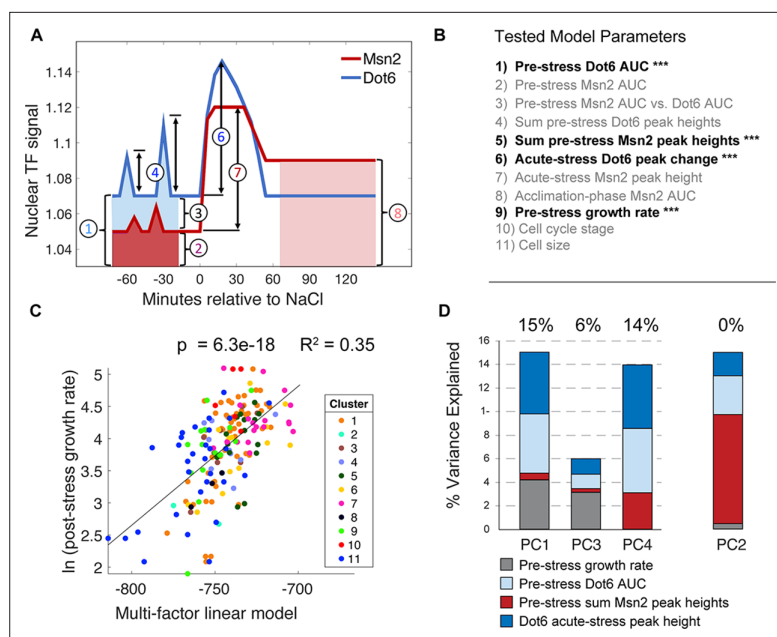 A
Msn2
Dot6
Nuclear TF signal
1.14
1.12
1.1
1.08
1.06
1.04
1
2
3
4
6
7
8
-60
-30
0
30
60
90
120
Minutes relative to NaCl
B
Tested Model Parameters
1) Pre-stress Dot6 AUC ***
2) Pre-stress Msn2 AUC
3) Pre-stress Msn2 AUC vs. Dot6 AUC
4) Sum pre-stress Dot6 peak heights
5) Sum pre-stress Msn2 peak heights ***
6) Acute-stress Dot6 peak change ***
7) Acute-stress Msn2 peak height
8) Acclimation-phase Msn2 AUC
9) Pre-stress growth rate ***
10) Cell cycle stage
11) Cell size
C
p = 6.3e-18 R² = 0.35
ln (post-stress growth rate)
5
4.5
4
3.5
3
2.5
2
Cluster
1
2
3
4
5
6
7
8
9
10
11
-800
-750
-700
Multi-factor linear model
D
15% 6% 14% 0%
% Variance Explained
16
14
12
1-
8
6
4
2
0
PC1 PC3 PC4 PC2
Pre-stress growth rate
Pre-stress Dot6 AUC
Pre-stress sum Msn2 peak heights
Dot6 acute-stress peak height